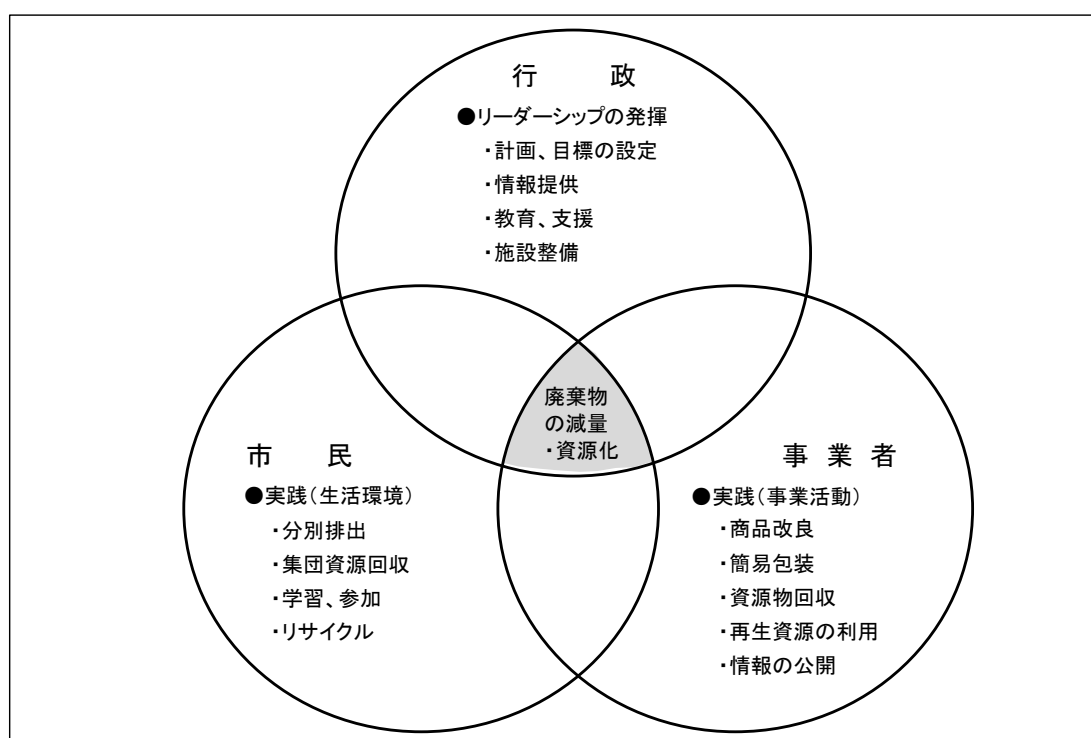 行　政
●リーダーシップの発揮
・計画、目標の設定
・情報提供
・教育、支援
・施設整備
廃棄物
の減量
・資源化
市　民
●実践(生活環境)
・分別排出
・集団資源回収
・学習、参加
・リサイクル
事 業 者
●実践(事業活動)
・商品改良
・簡易包装
・資源物回収
・再生資源の利用
・情報の公開